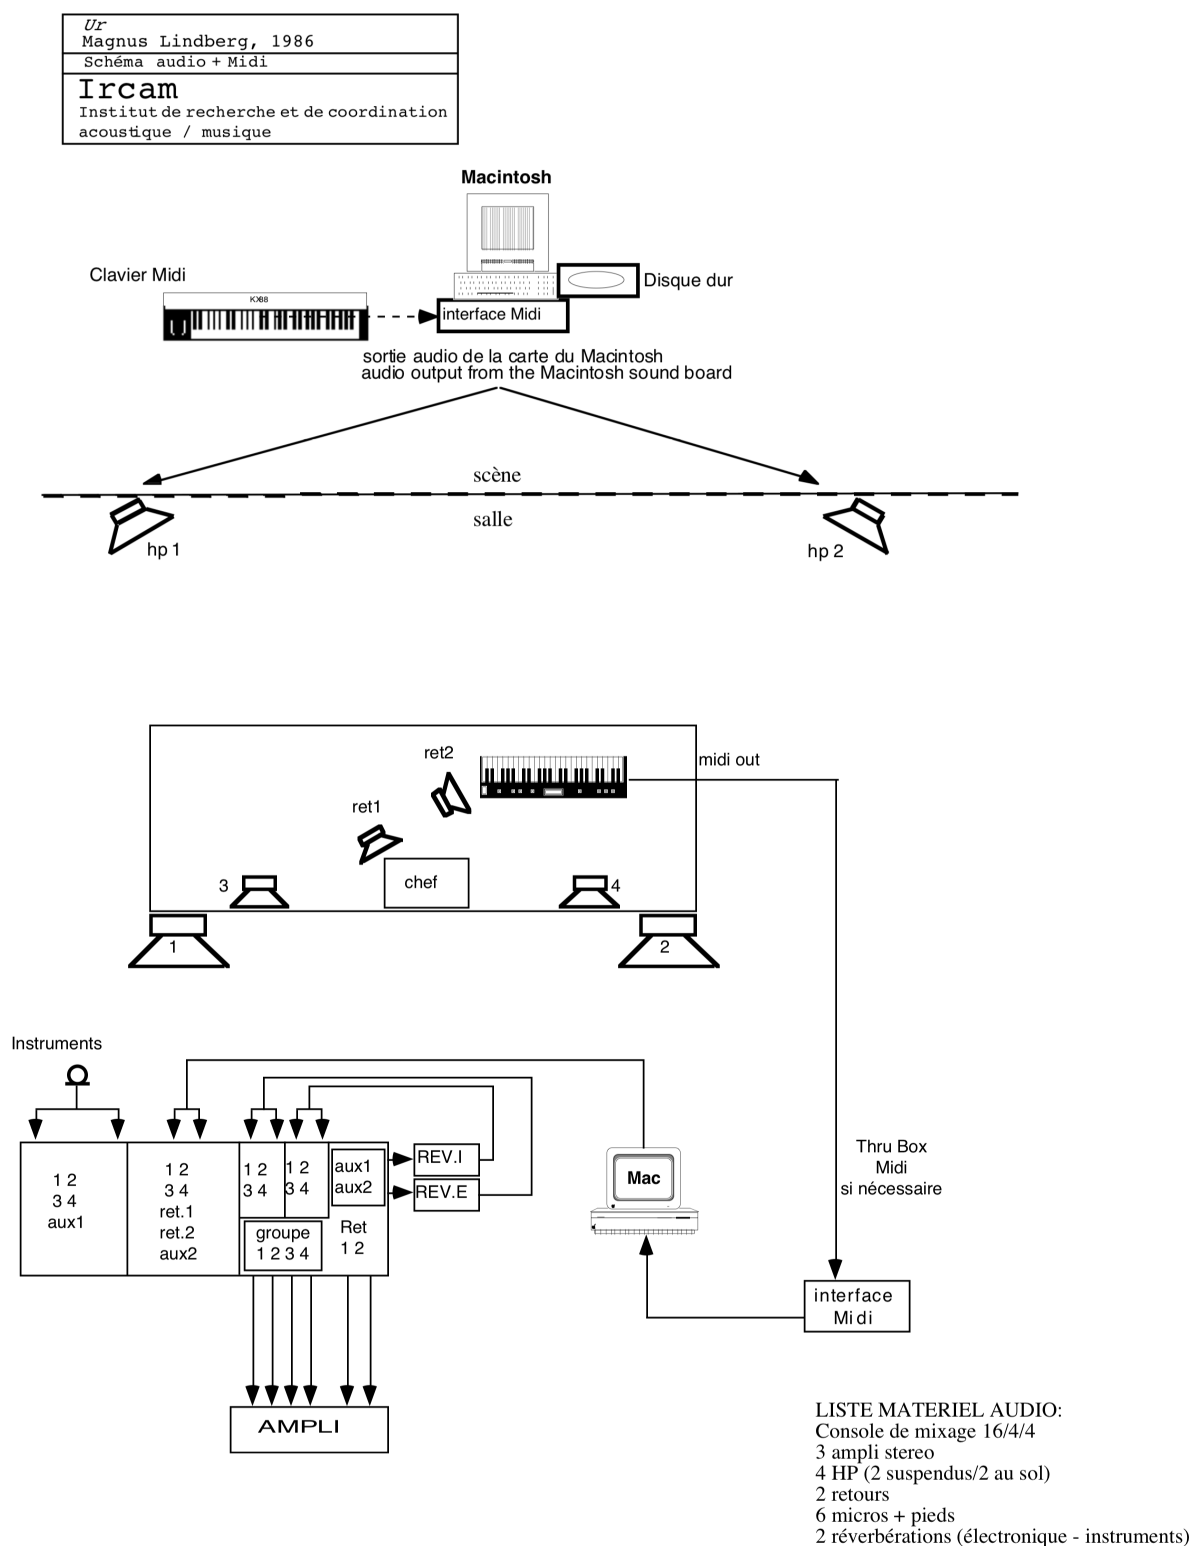 Ur
Magnus Lindberg, 1986
Schéma audio + Midi
Ircam
Institut de recherche et de coordination
acoustique / musique
Macintosh
Clavier Midi
KX88
Disque dur
interface Midi
sortie audio de la carte du Macintosh
audio output from the Macintosh sound board
scène
salle
hp 1
hp 2
ret2
midi out
ret1
chef
3
4
1
2
Instruments
1 2
3 4
aux1
1 2
3 4
ret.1
ret.2
aux2
1 2
3 4
1 2
3 4
aux1
aux2
REV.I
REV.E
groupe
1 2 3 4
Ret
1 2
Mac
Thru Box
Midi
si nécessaire
interface
Midi
AMPLI
LISTE MATERIEL AUDIO:
Console de mixage 16/4/4
3 ampli stereo
4 HP (2 suspendus/2 au sol)
2 retours
6 micros + pieds
2 réverbérations (électronique - instruments)